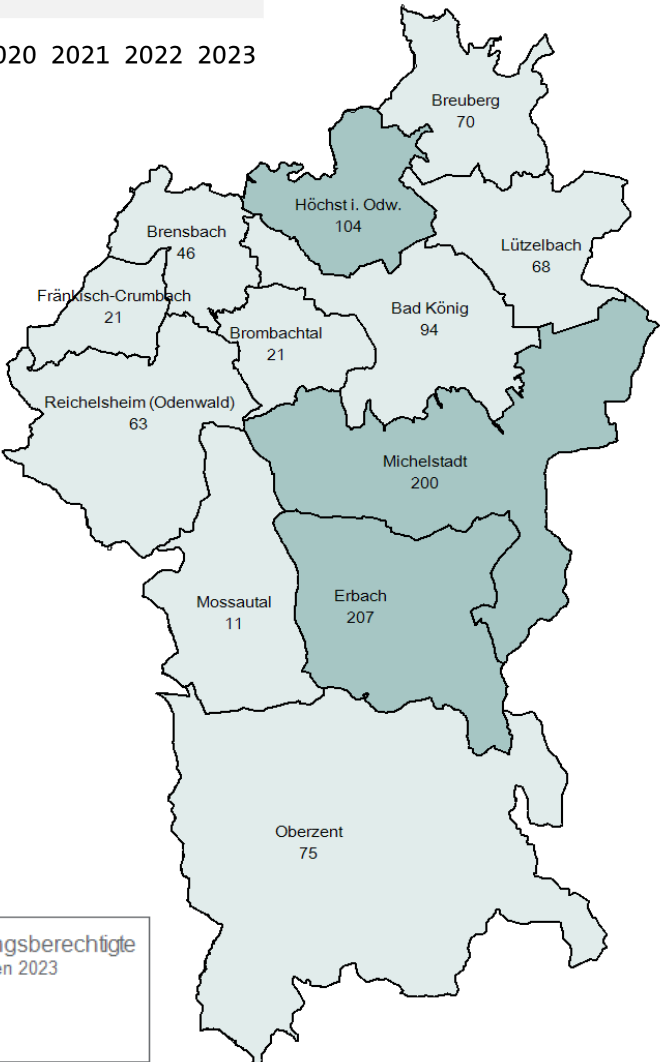 2021 2022 2023
Breuberg
70
Höchst i. Odw.
104
Brensbach
46
Lützelbach
68
Fränkisch-Crumbach
21
Bad König
94
Brombachtal
21
Reichelsheim (Odenwald)
63
Michelstadt
200
Erbach
207
Mossautal
11
Oberzent
75
ngsberechtigte
en 2023